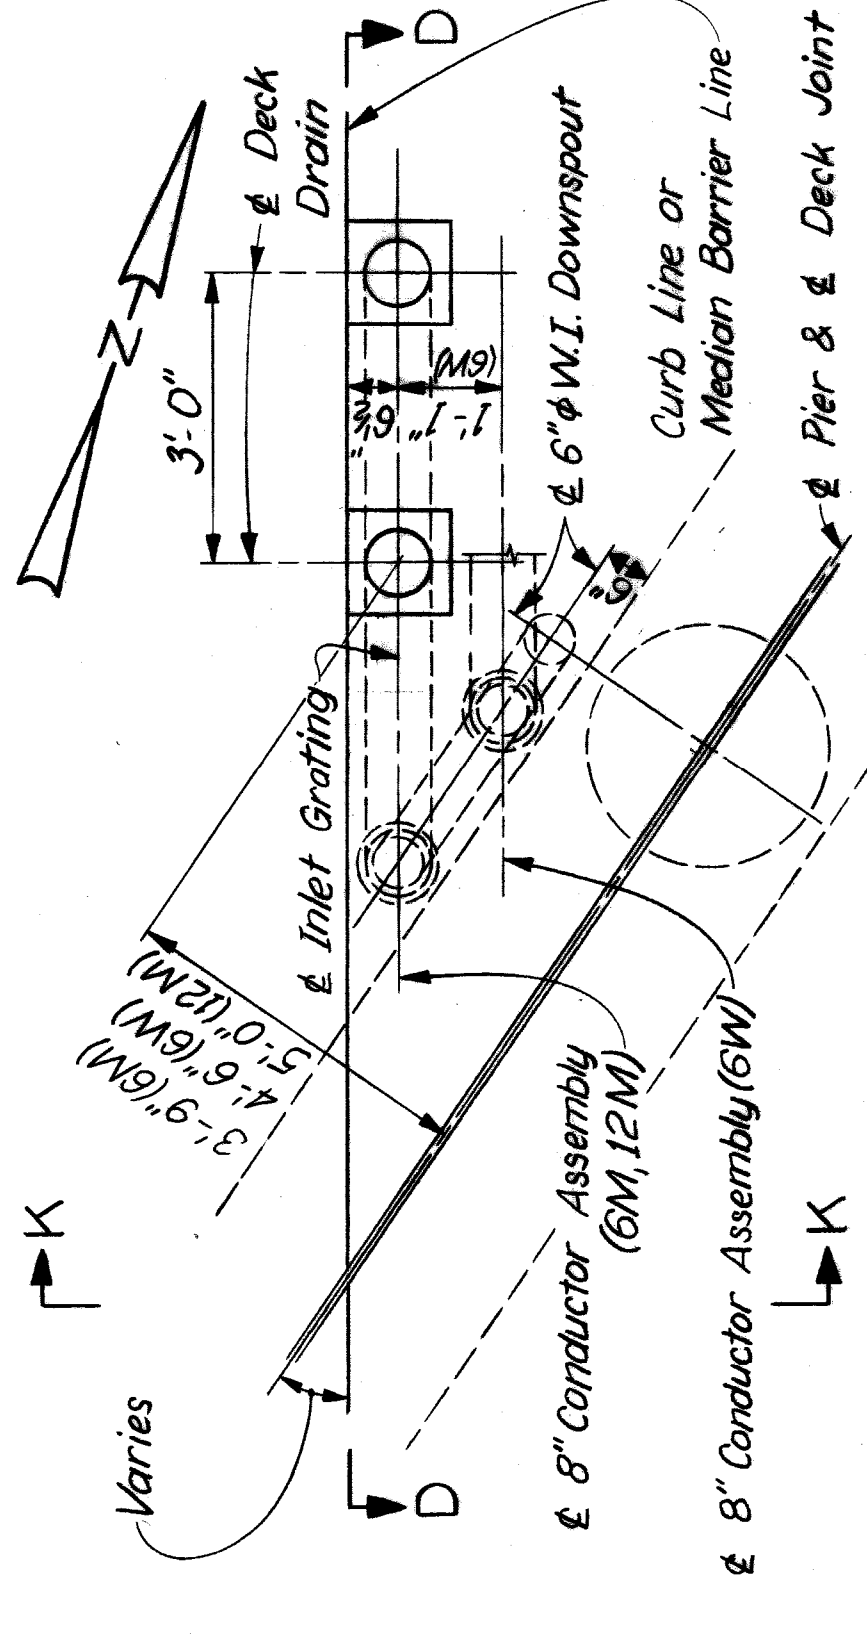 Varies
K
K
D
D
N
3'-0"
℄ Deck
Drain
3'-9" (6M)
4'-6" (6W)
5'-0" (12M)
℄ Inlet Grating
6½"
1'-1"
(6W)
6"
℄ 6"ϕ W.I. Downspout
Curb Line or
Median Barrier Line
℄ Pier & ℄ Deck Joint
℄ 8" Conductor Assembly
(6M, 12M)
℄ 8" Conductor Assembly (6W)